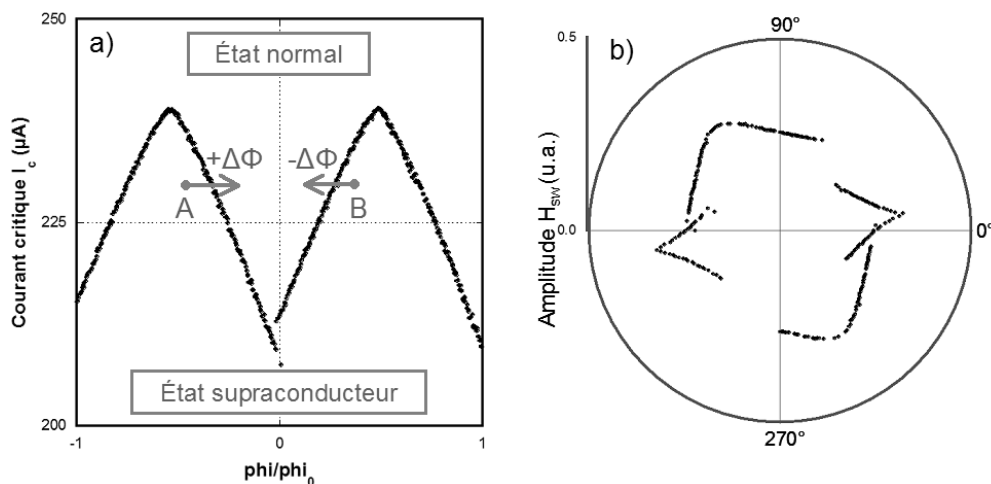 a)
État normal
+ΔΦ
-ΔΦ
A
B
État supraconducteur
250
225
200
-1
0
1
Courant critique I_c (µA)
phi/phi_0
b)
90°
0.5
0.0
0°
270°
Amplitude H_SW (u.a.)